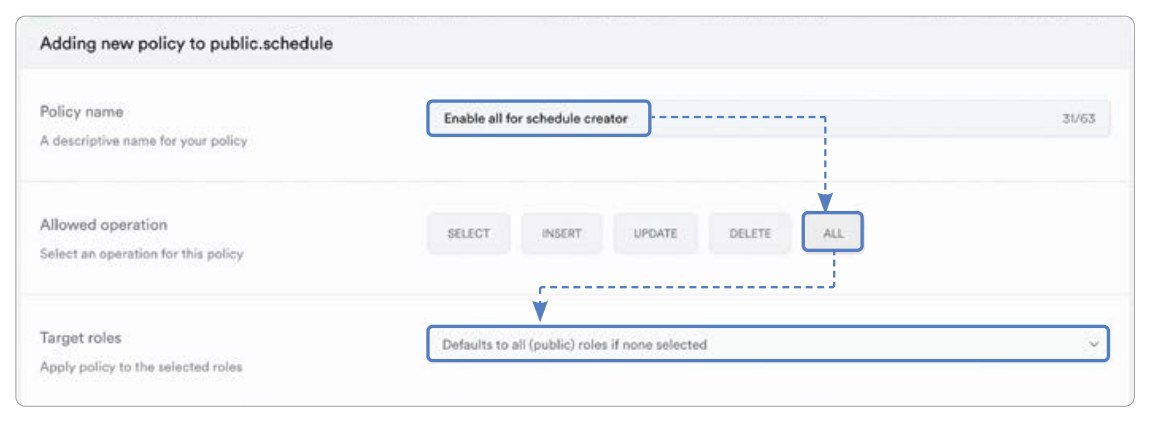 Adding new policy to public.schedule
Policy name
A descriptive name for your policy
Enable all for schedule creator
31/63
Allowed operation
Select an operation for this policy
SELECT INSERT UPDATE DELETE ALL
Target roles
Apply policy to the selected roles
Defaults to all (public) roles if none selected